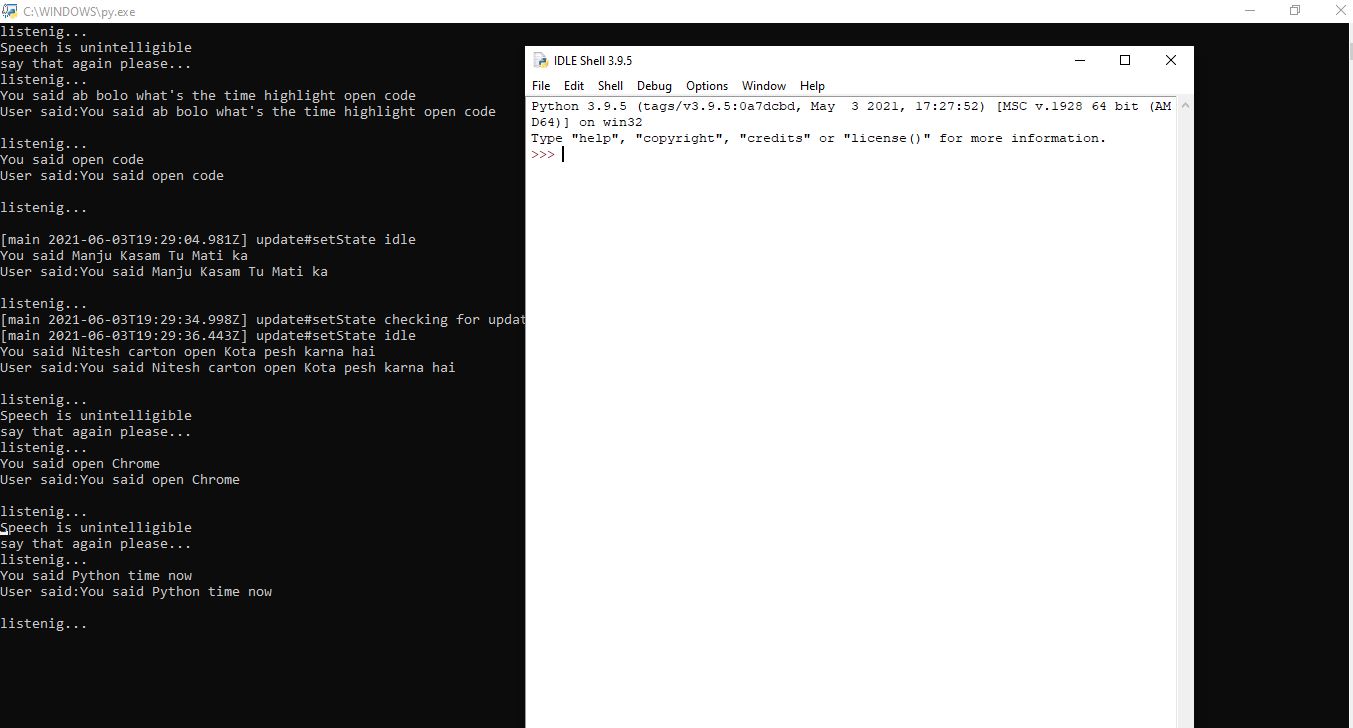 C:\WINDOWS\py.exe
listenig...
Speech is unintelligible
say that again please...
listenig...
You said ab bolo what's the time highlight open code
User said:You said ab bolo what's the time highlight open code
listenig...
You said open code
User said:You said open code
listenig...
[main 2021-06-03T19:29:04.981Z] update#setState idle
You said Manju Kasam Tu Mati ka
User said:You said Manju Kasam Tu Mati ka
listenig...
[main 2021-06-03T19:29:34.998Z] update#setState checking for updat
[main 2021-06-03T19:29:36.443Z] update#setState idle
You said Nitesh carton open Kota pesh karna hai
User said:You said Nitesh carton open Kota pesh karna hai
listenig...
Speech is unintelligible
say that again please...
listenig...
You said open Chrome
User said:You said open Chrome
listenig...
Speech is unintelligible
say that again please...
listenig...
You said Python time now
User said:You said Python time now
listenig...
IDLE Shell 3.9.5
File Edit Shell Debug Options Window Help
Python 3.9.5 (tags/v3.9.5:0a7dcbd, May  3 2021, 17:27:52) [MSC v.1928 64 bit (AM
D64)] on win32
Type "help", "copyright", "credits" or "license()" for more information.
>>>